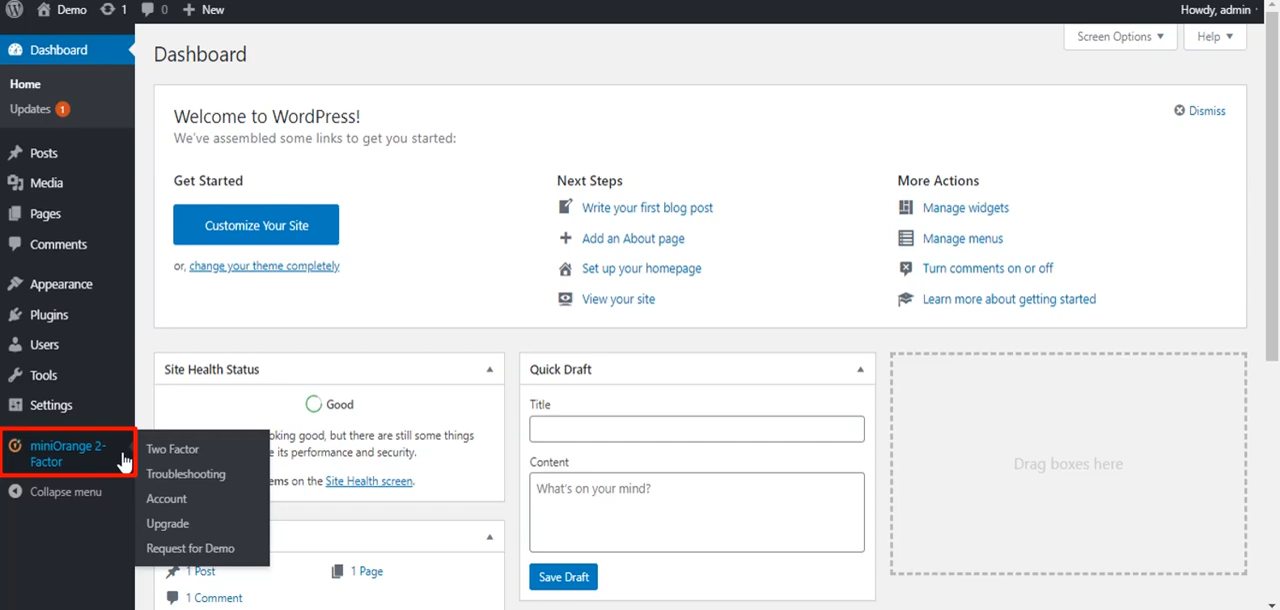 Demo 1 0 New Howdy, admin
Dashboard
Home
Updates 1
Posts
Media
Pages
Comments
Appearance
Plugins
Users
Tools
Settings
miniOrange 2-
Factor
Collapse menu
Two Factor
Troubleshooting
Account
Upgrade
Request for Demo
Dashboard
Screen Options
Help
Welcome to WordPress!
We've assembled some links to get you started:
Dismiss
Get Started
Customize Your Site
or, change your theme completely
Next Steps
Write your first blog post
Add an About page
Set up your homepage
View your site
More Actions
Manage widgets
Manage menus
Turn comments on or off
Learn more about getting started
Site Health Status
Good
oking good, but there are still some things
e its performance and security.
ems on the Site Health screen.
1 Post
1 Page
1 Comment
Quick Draft
Title
Content
What's on your mind?
Save Draft
Drag boxes here